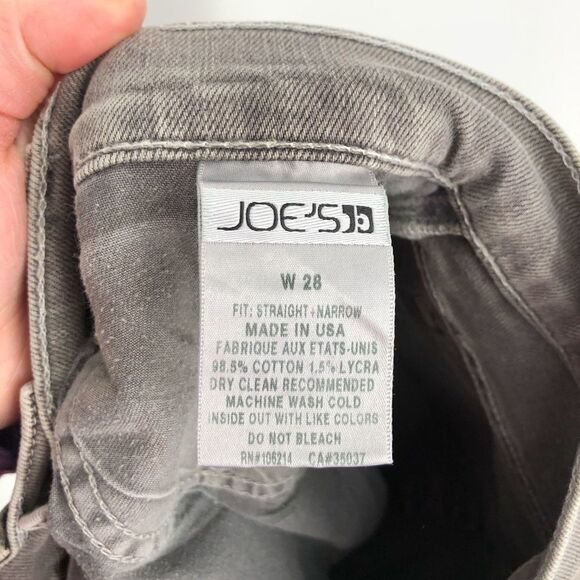 JOE'S
W 28
FIT: STRAIGHT+NARROW
MADE IN USA
FABRIQUE AUX ETATS-UNIS
98.5% COTTON 1.5% LYCRA
DRY CLEAN RECOMMENDED
MACHINE WASH COLD
INSIDE OUT WITH LIKE COLORS
DO NOT BLEACH
RN#106214 CA#35037